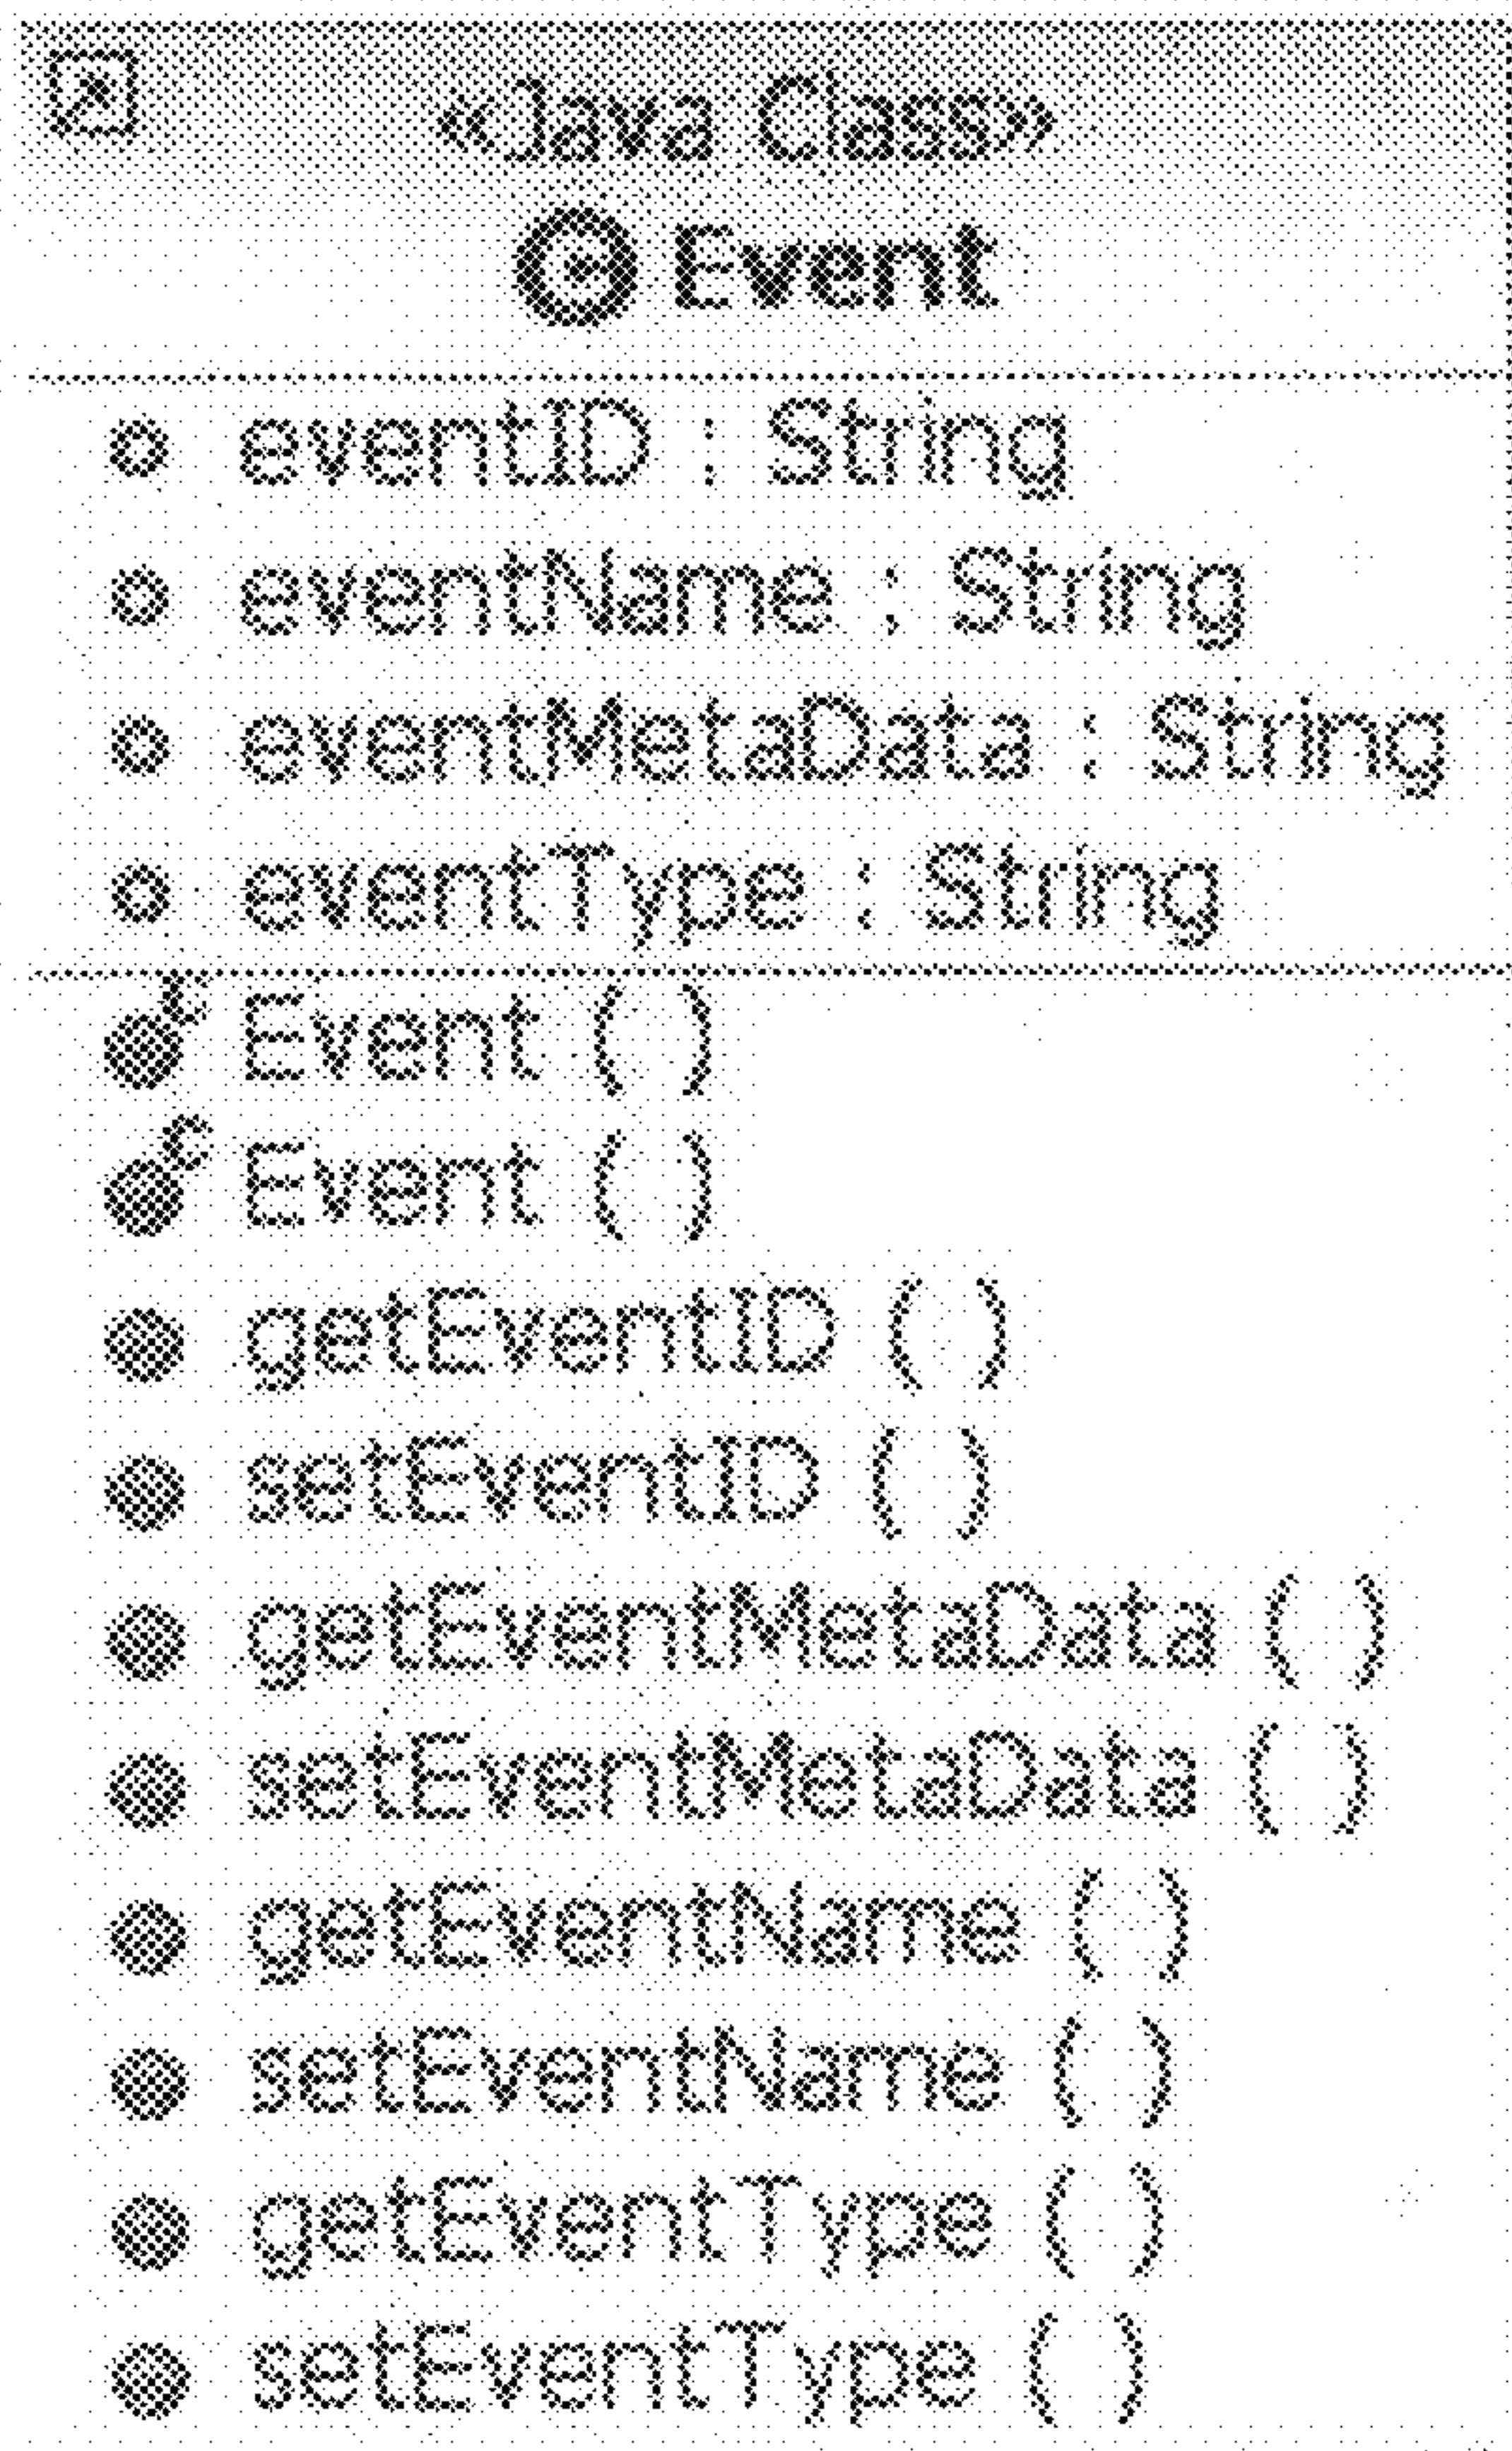 «Java Class»
Event
eventID : String
eventName : String
eventMetaData : String
eventType : String
Event ( )
Event ( )
getEventID ( )
setEventID ( )
getEventMetaData ( )
setEventMetaData ( )
getEventName ( )
setEventName ( )
getEventType ( )
setEventType ( )